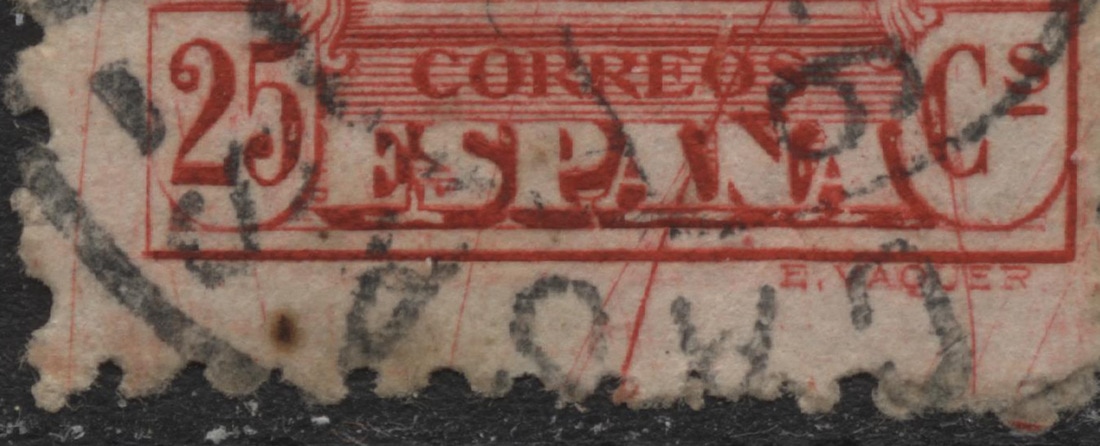 CORREOS
25 ESPAÑA Cs
E. VAQUER